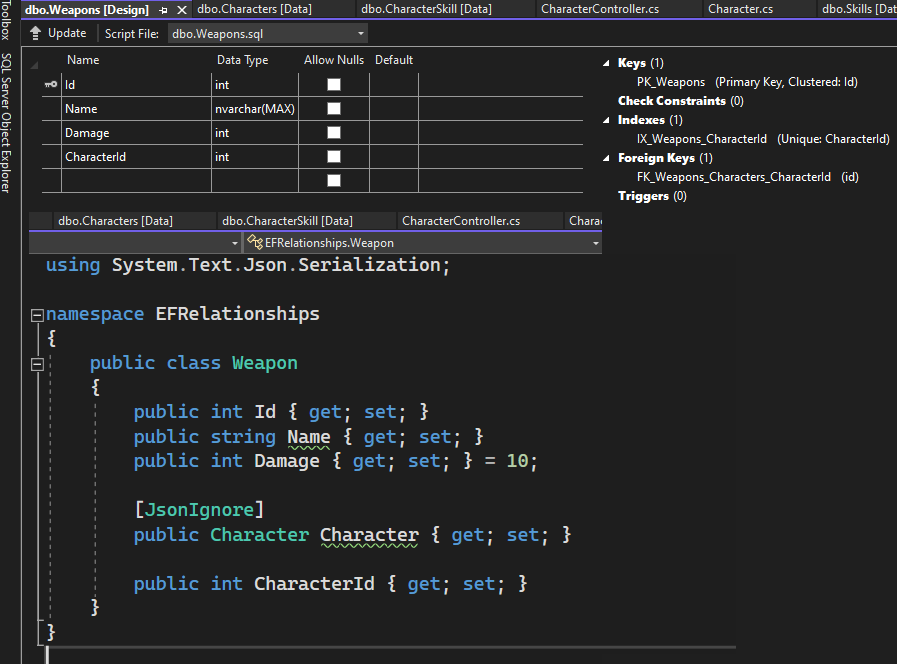 dbo.Weapons [Design] dbo.Characters [Data] dbo.CharacterSkill [Data] CharacterController.cs Character.cs dbo.Skills [Dat
Toolbox
SQL Server Object Explorer
Update Script File: dbo.Weapons.sql
Name Data Type Allow Nulls Default
Id int
Name nvarchar(MAX)
Damage int
CharacterId int
Keys (1)
PK_Weapons (Primary Key, Clustered: Id)
Check Constraints (0)
Indexes (1)
IX_Weapons_CharacterId (Unique: CharacterId)
Foreign Keys (1)
FK_Weapons_Characters_CharacterId (id)
Triggers (0)
dbo.Characters [Data] dbo.CharacterSkill [Data] CharacterController.cs Charac
EFRelationships.Weapon
using System.Text.Json.Serialization;
namespace EFRelationships
{
public class Weapon
{
public int Id { get; set; }
public string Name { get; set; }
public int Damage { get; set; } = 10;
[JsonIgnore]
public Character Character { get; set; }
public int CharacterId { get; set; }
}
}